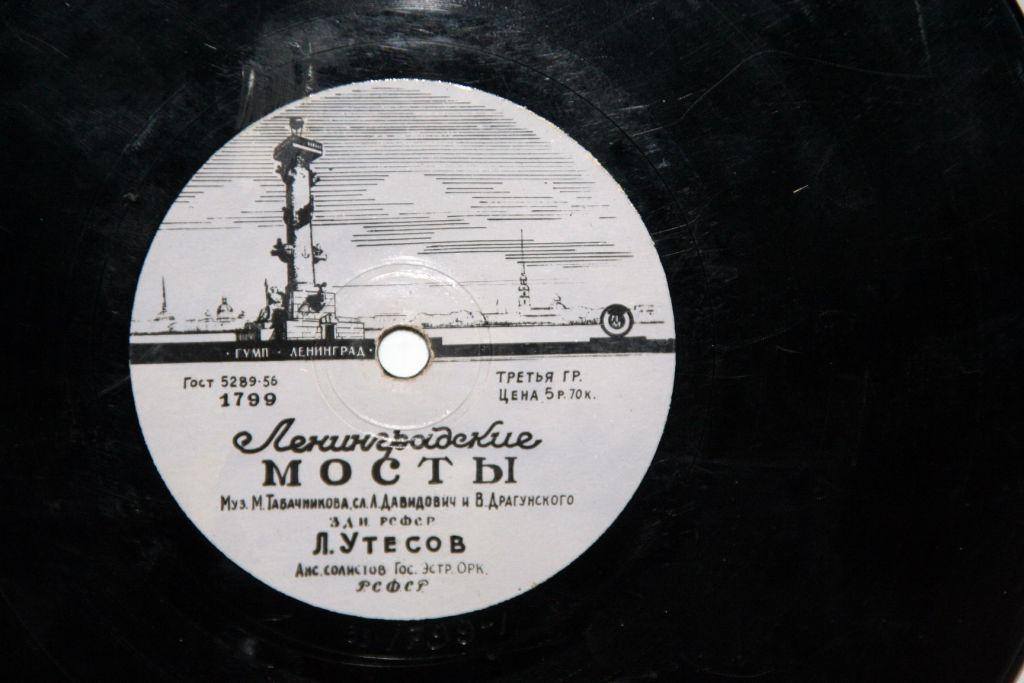 · ГУМП · ЛЕНИНГРАД ·
ГОСТ 5289-56
1799
ТРЕТЬЯ ГР.
ЦЕНА 5 Р. 70 К.
Ленинградские
МОСТЫ
МУЗ. М. ТАБАЧНИКОВА, СЛ. Л. ДАВИДОВИЧ И В. ДРАГУНСКОГО
З Д И РСФСР
Л. УТЕСОВ
АНС. СОЛИСТОВ ГОС. ЭСТР. ОРК.
РСФСР